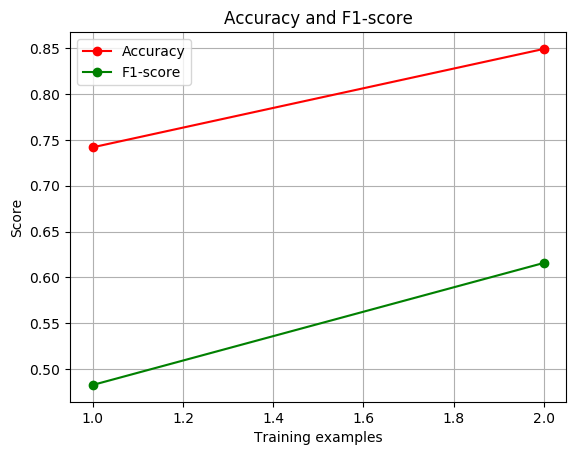 Accuracy and F1-score
Accuracy
F1-score
0.85
0.80
0.75
0.70
0.65
0.60
0.55
0.50
Score
1.0 1.2 1.4 1.6 1.8 2.0
Training examples